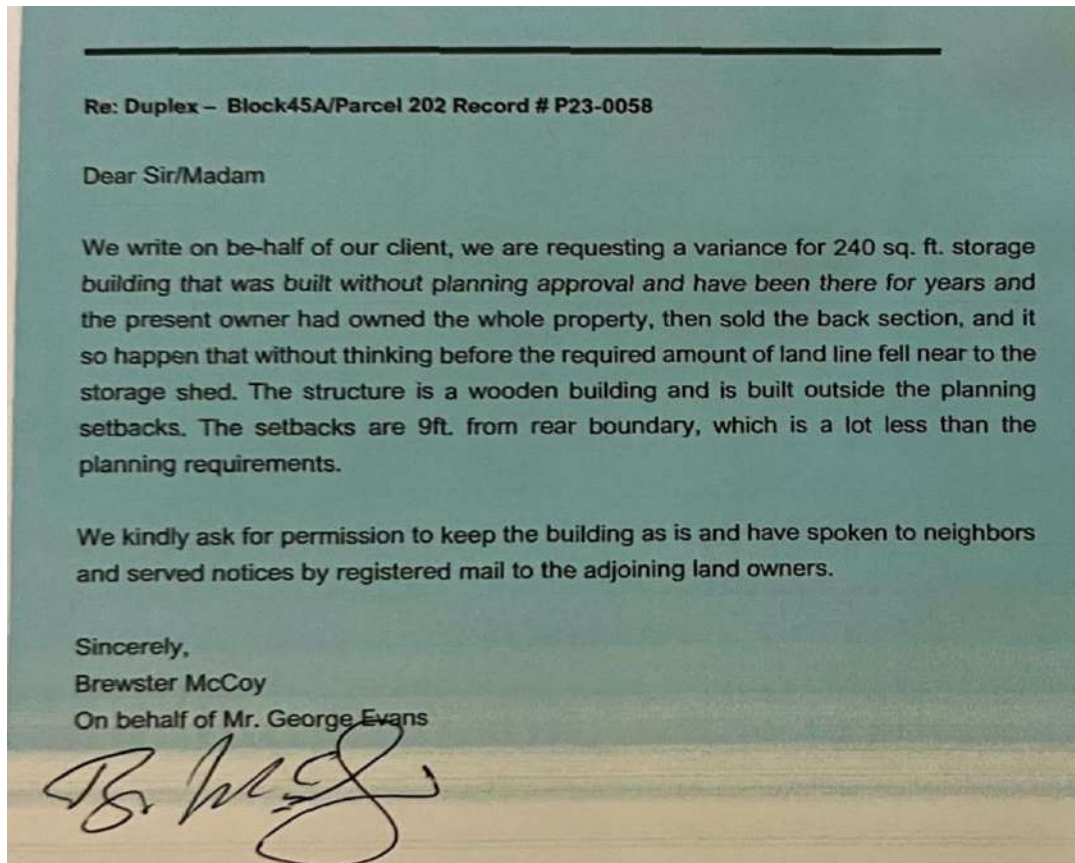 Re: Duplex – Block45A/Parcel 202 Record # P23-0058
Dear Sir/Madam
We write on be-half of our client, we are requesting a variance for 240 sq. ft. storage
building that was built without planning approval and have been there for years and
the present owner had owned the whole property, then sold the back section, and it
so happen that without thinking before the required amount of land line fell near to the
storage shed. The structure is a wooden building and is built outside the planning
setbacks. The setbacks are 9ft. from rear boundary, which is a lot less than the
planning requirements.
We kindly ask for permission to keep the building as is and have spoken to neighbors
and served notices by registered mail to the adjoining land owners.
Sincerely,
Brewster McCoy
On behalf of Mr. George Evans